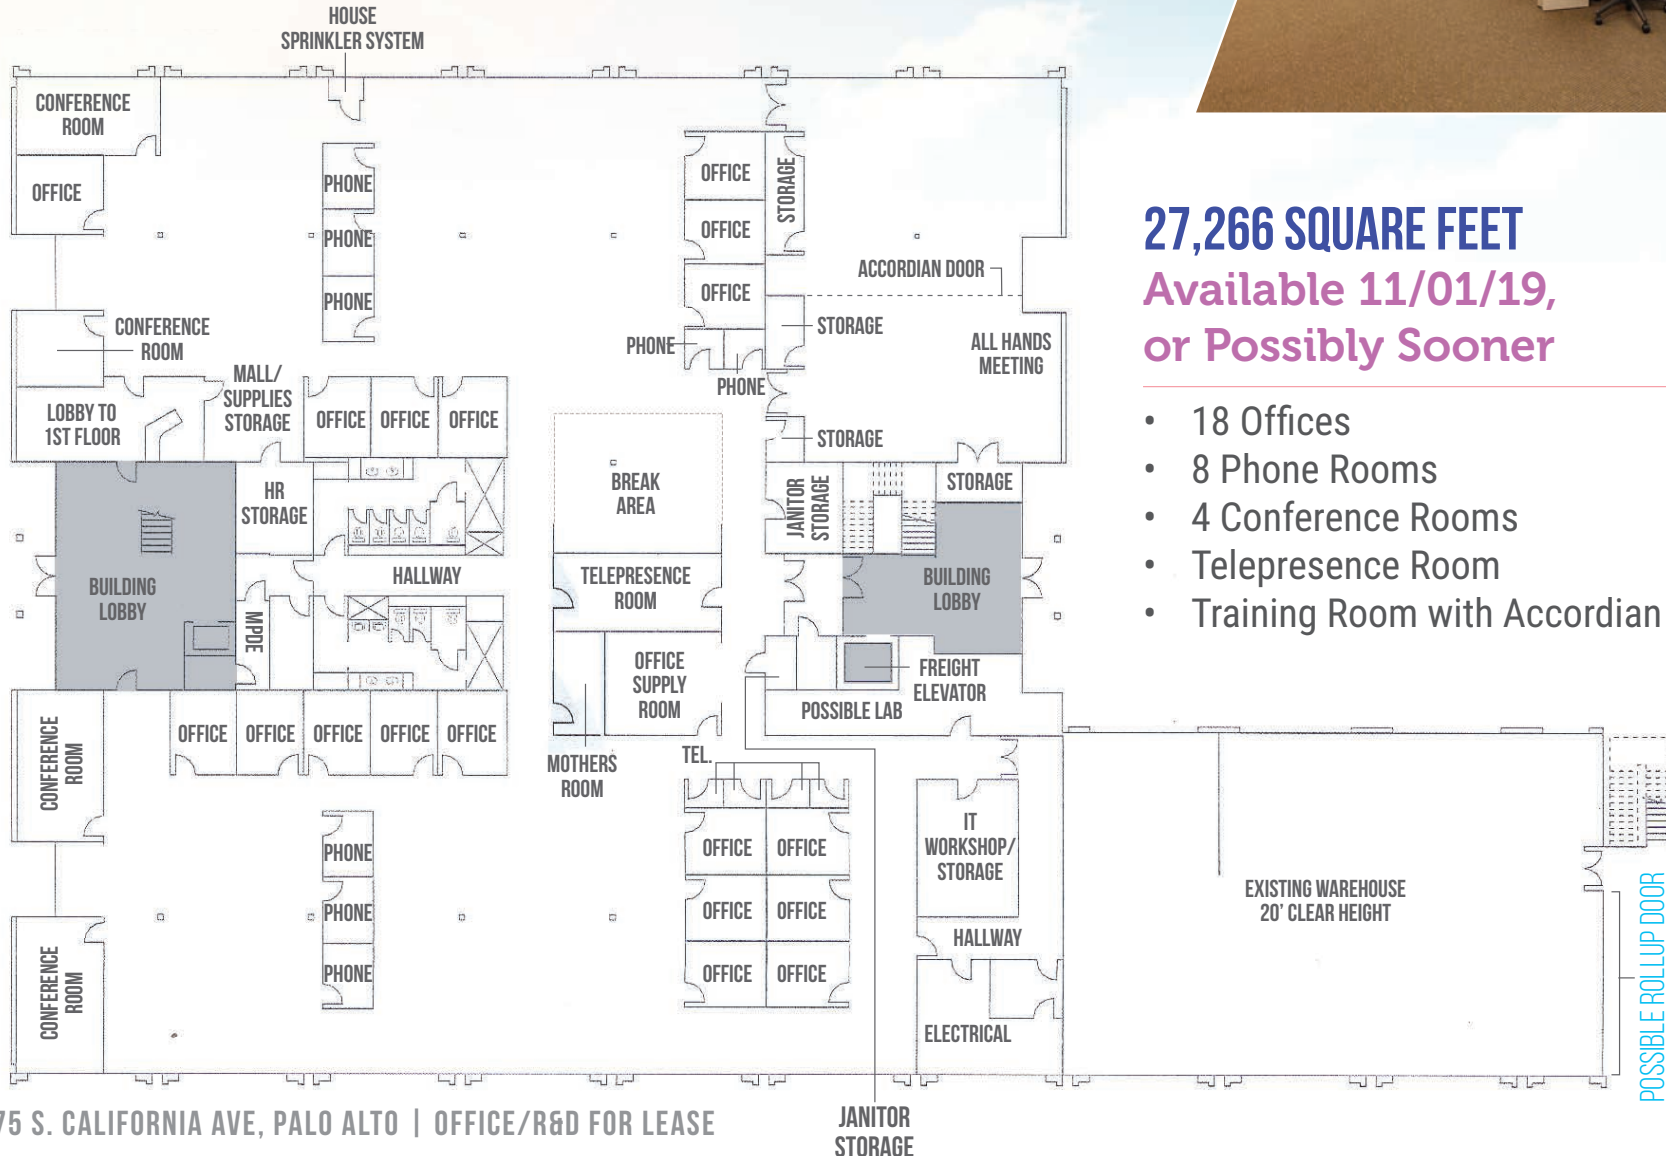 HOUSE
SPRINKLER SYSTEM
CONFERENCE
ROOM
OFFICE
PHONE
PHONE
PHONE
OFFICE
OFFICE
OFFICE
STORAGE
ACCORDIAN DOOR
STORAGE
ALL HANDS
MEETING
PHONE
PHONE
STORAGE
CONFERENCE
ROOM
MALL/
SUPPLIES
STORAGE
LOBBY TO
1ST FLOOR
OFFICE
OFFICE
OFFICE
HR
STORAGE
BREAK
AREA
JANITOR
STORAGE
STORAGE
BUILDING
LOBBY
HALLWAY
MPDE
TELEPRESENCE
ROOM
BUILDING
LOBBY
OFFICE
SUPPLY
ROOM
FREIGHT
ELEVATOR
POSSIBLE LAB
CONFERENCE
ROOM
OFFICE
OFFICE
OFFICE
OFFICE
OFFICE
MOTHERS
ROOM
TEL.
PHONE
PHONE
PHONE
OFFICE
OFFICE
OFFICE
OFFICE
OFFICE
OFFICE
IT
WORKSHOP/
STORAGE
HALLWAY
ELECTRICAL
EXISTING WAREHOUSE
20' CLEAR HEIGHT
POSSIBLE ROLLUP DOOR
CONFERENCE
ROOM
JANITOR
STORAGE
27,266 SQUARE FEET
Available 11/01/19,
or Possibly Sooner
• 18 Offices
• 8 Phone Rooms
• 4 Conference Rooms
• Telepresence Room
• Training Room with Accordian
75 S. CALIFORNIA AVE, PALO ALTO | OFFICE/R&D FOR LEASE